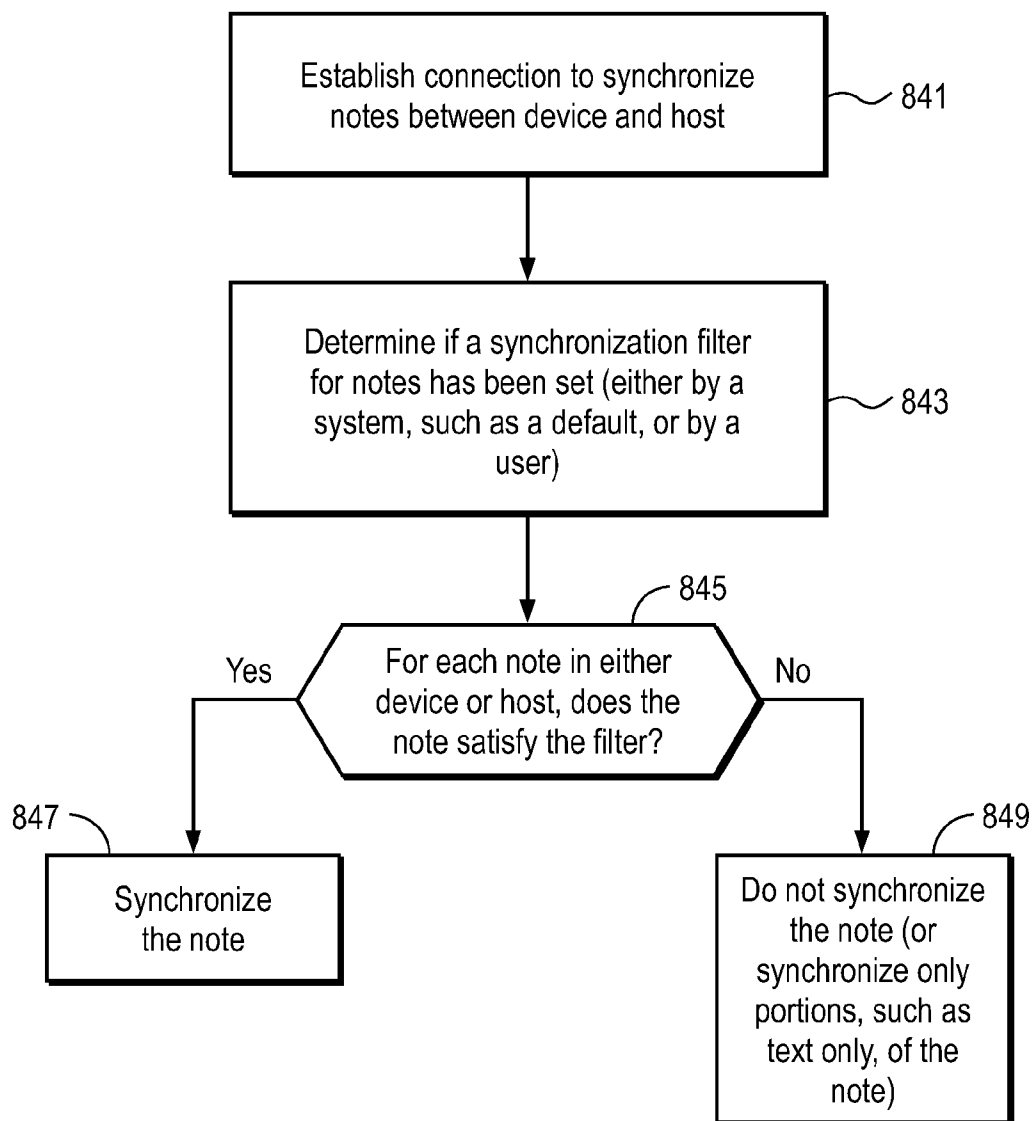 Establish connection to synchronize
notes between device and host
841
Determine if a synchronization filter
for notes has been set (either by a
system, such as a default, or by a
user)
843
845
For each note in either
device or host, does the
note satisfy the filter?
Yes
No
847
Synchronize
the note
849
Do not synchronize
the note (or
synchronize only
portions, such as
text only, of the
note)